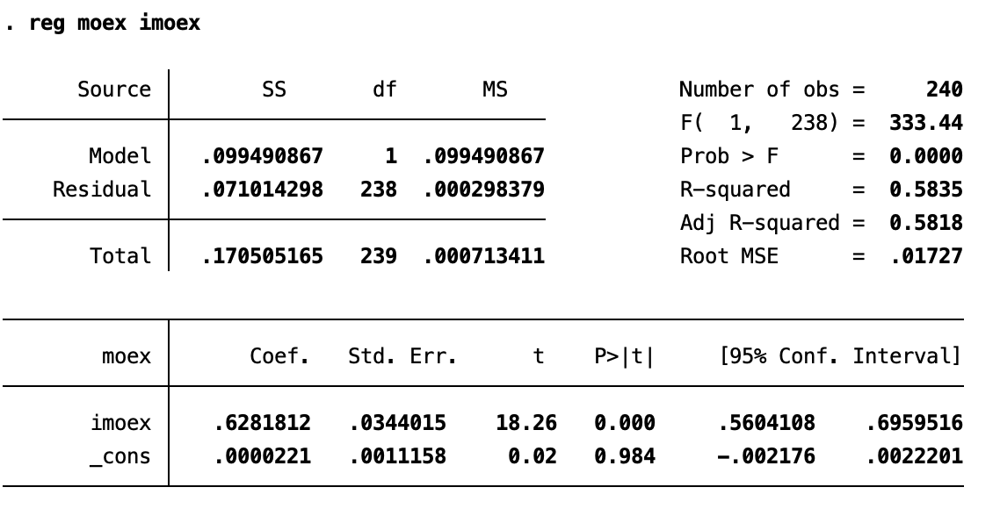 . reg moex imoex
Source SS df MS Number of obs = 240
F( 1, 238) = 333.44
Model .099490867 1 .099490867 Prob > F = 0.0000
Residual .071014298 238 .000298379 R-squared = 0.5835
Adj R-squared = 0.5818
Total .170505165 239 .000713411 Root MSE = .01727
moex Coef. Std. Err. t P>|t| [95% Conf. Interval]
imoex .6281812 .0344015 18.26 0.000 .5604108 .6959516
_cons .0000221 .0011158 0.02 0.984 -.002176 .0022201